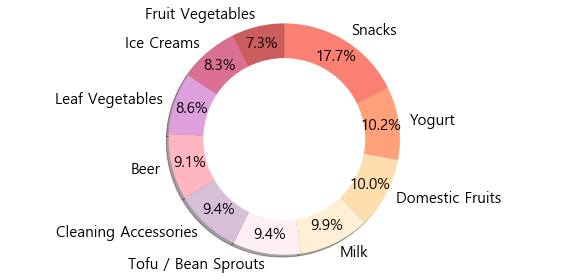 Fruit Vegetables
7.3%
Snacks
17.7%
Ice Creams
8.3%
Leaf Vegetables
8.6%
Yogurt
10.2%
Beer
9.1%
Domestic Fruits
10.0%
Cleaning Accessories
9.4%
Tofu / Bean Sprouts
9.4%
Milk
9.9%